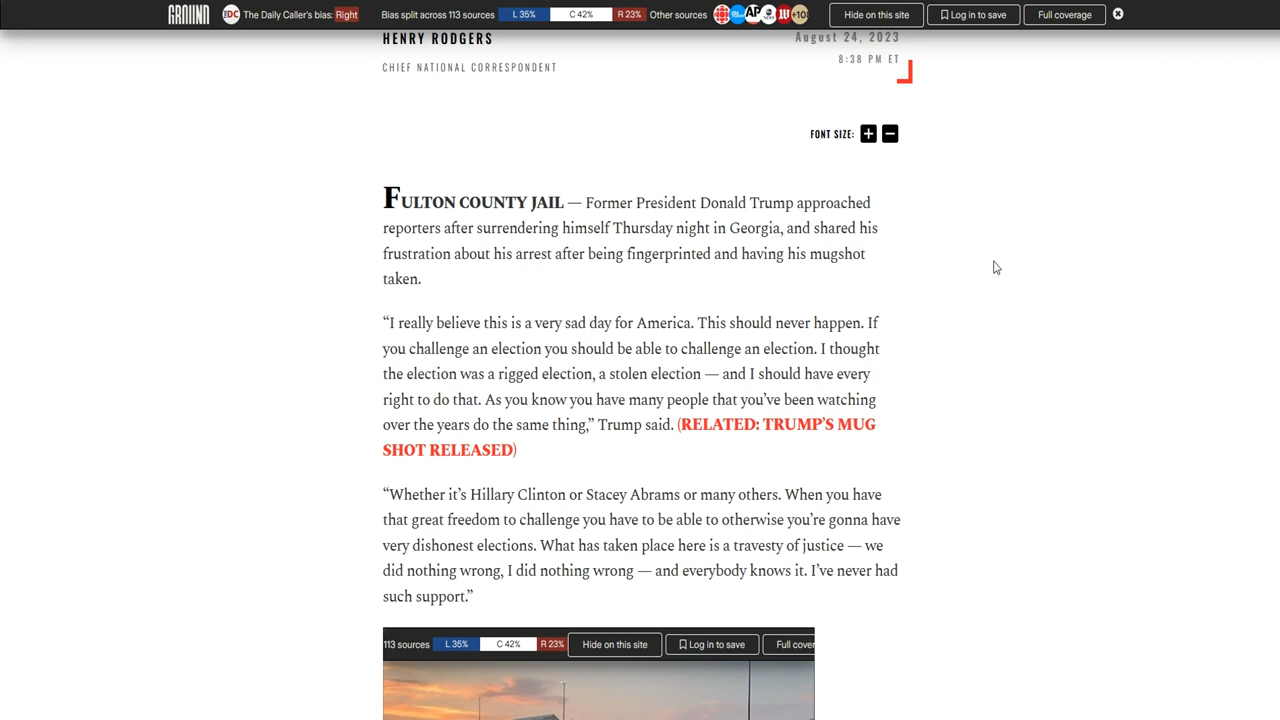 GROUND DC The Daily Caller's bias: Right Bias split across 113 sources L 35% C 42% R 23% Other sources AP Hide on this site Log in to save Full coverage
HENRY RODGERS August 24, 2023
CHIEF NATIONAL CORRESPONDENT 8:38 PM ET
FONT SIZE: + −
FULTON COUNTY JAIL — Former President Donald Trump approached
reporters after surrendering himself Thursday night in Georgia, and shared his
frustration about his arrest after being fingerprinted and having his mugshot
taken.
“I really believe this is a very sad day for America. This should never happen. If
you challenge an election you should be able to challenge an election. I thought
the election was a rigged election, a stolen election — and I should have every
right to do that. As you know you have many people that you’ve been watching
over the years do the same thing,” Trump said. (RELATED: TRUMP’S MUG
SHOT RELEASED)
“Whether it’s Hillary Clinton or Stacey Abrams or many others. When you have
that great freedom to challenge you have to be able to otherwise you’re gonna have
very dishonest elections. What has taken place here is a travesty of justice — we
did nothing wrong, I did nothing wrong — and everybody knows it. I’ve never had
such support.”
113 sources L 35% C 42% R 23% Hide on this site Log in to save Full cover